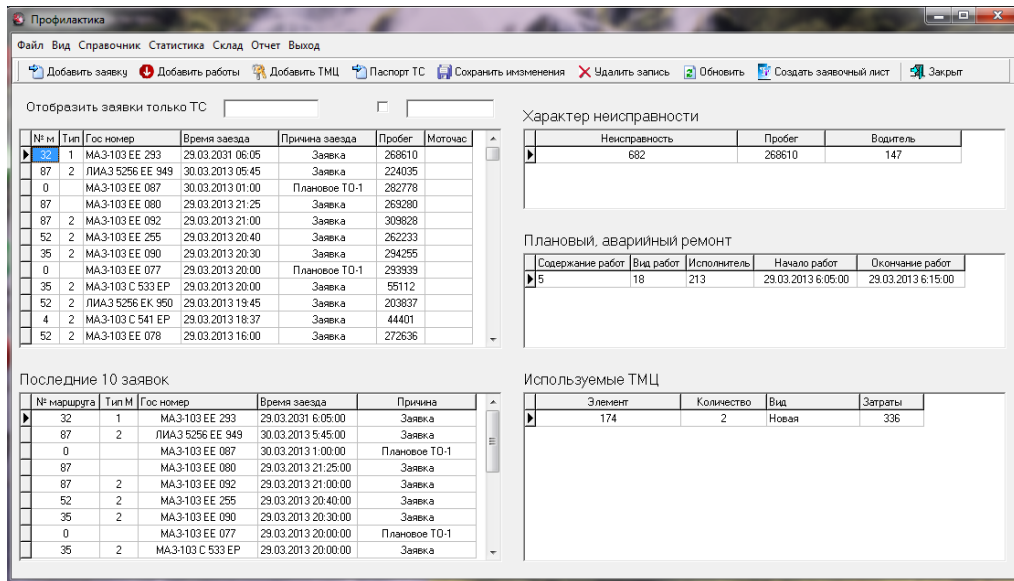 Профилактика
Файл Вид Справочник Статистика Склад Отчет Выход
Добавить заявку Добавить работы Добавить ТМЦ Паспорт ТС Сохранить имзменения Удалить запись Обновить Создать заявочный лист Закрыт
Отобразить заявки только ТС
№ м Тип Гос номер Время заезда Причина заезда Пробег Моточас
32 1 МАЗ-103 ЕЕ 293 29.03.2031 06:05 Заявка 268610
87 2 ЛИАЗ 5256 ЕЕ 949 30.03.2013 05:45 Заявка 224035
0 МАЗ-103 ЕЕ 087 30.03.2013 01:00 Плановое ТО-1 282778
87 МАЗ-103 ЕЕ 080 29.03.2013 21:25 Заявка 269280
87 2 МАЗ-103 ЕЕ 092 29.03.2013 21:00 Заявка 309828
52 2 МАЗ-103 ЕЕ 255 29.03.2013 20:40 Заявка 262233
35 2 МАЗ-103 ЕЕ 090 29.03.2013 20:30 Заявка 294255
0 МАЗ-103 ЕЕ 077 29.03.2013 20:00 Плановое ТО-1 293939
35 2 МАЗ-103 С 533 ЕР 29.03.2013 20:00 Заявка 55112
52 2 ЛИАЗ 5256 ЕК 950 29.03.2013 19:45 Заявка 203837
4 2 МАЗ-103 С 541 ЕР 29.03.2013 18:37 Заявка 44401
52 2 МАЗ-103 ЕЕ 078 29.03.2013 16:00 Заявка 272636
Последние 10 заявок
№ маршрута Тип М Гос номер Время заезда Причина
32 1 МАЗ-103 ЕЕ 293 29.03.2031 6:05:00 Заявка
87 2 ЛИАЗ 5256 ЕЕ 949 30.03.2013 5:45:00 Заявка
0 МАЗ-103 ЕЕ 087 30.03.2013 1:00:00 Плановое ТО-1
87 МАЗ-103 ЕЕ 080 29.03.2013 21:25:00 Заявка
87 2 МАЗ-103 ЕЕ 092 29.03.2013 21:00:00 Заявка
52 2 МАЗ-103 ЕЕ 255 29.03.2013 20:40:00 Заявка
35 2 МАЗ-103 ЕЕ 090 29.03.2013 20:30:00 Заявка
0 МАЗ-103 ЕЕ 077 29.03.2013 20:00:00 Плановое ТО-1
35 2 МАЗ-103 С 533 ЕР 29.03.2013 20:00:00 Заявка
Характер неисправности
Неисправность Пробег Водитель
682 268610 147
Плановый, аварийный ремонт
Содержание работ Вид работ Исполнитель Начало работ Окончание работ
5 18 213 29.03.2013 6:05:00 29.03.2013 6:15:00
Используемые ТМЦ
Элемент Количество Вид Затраты
174 2 Новая 336